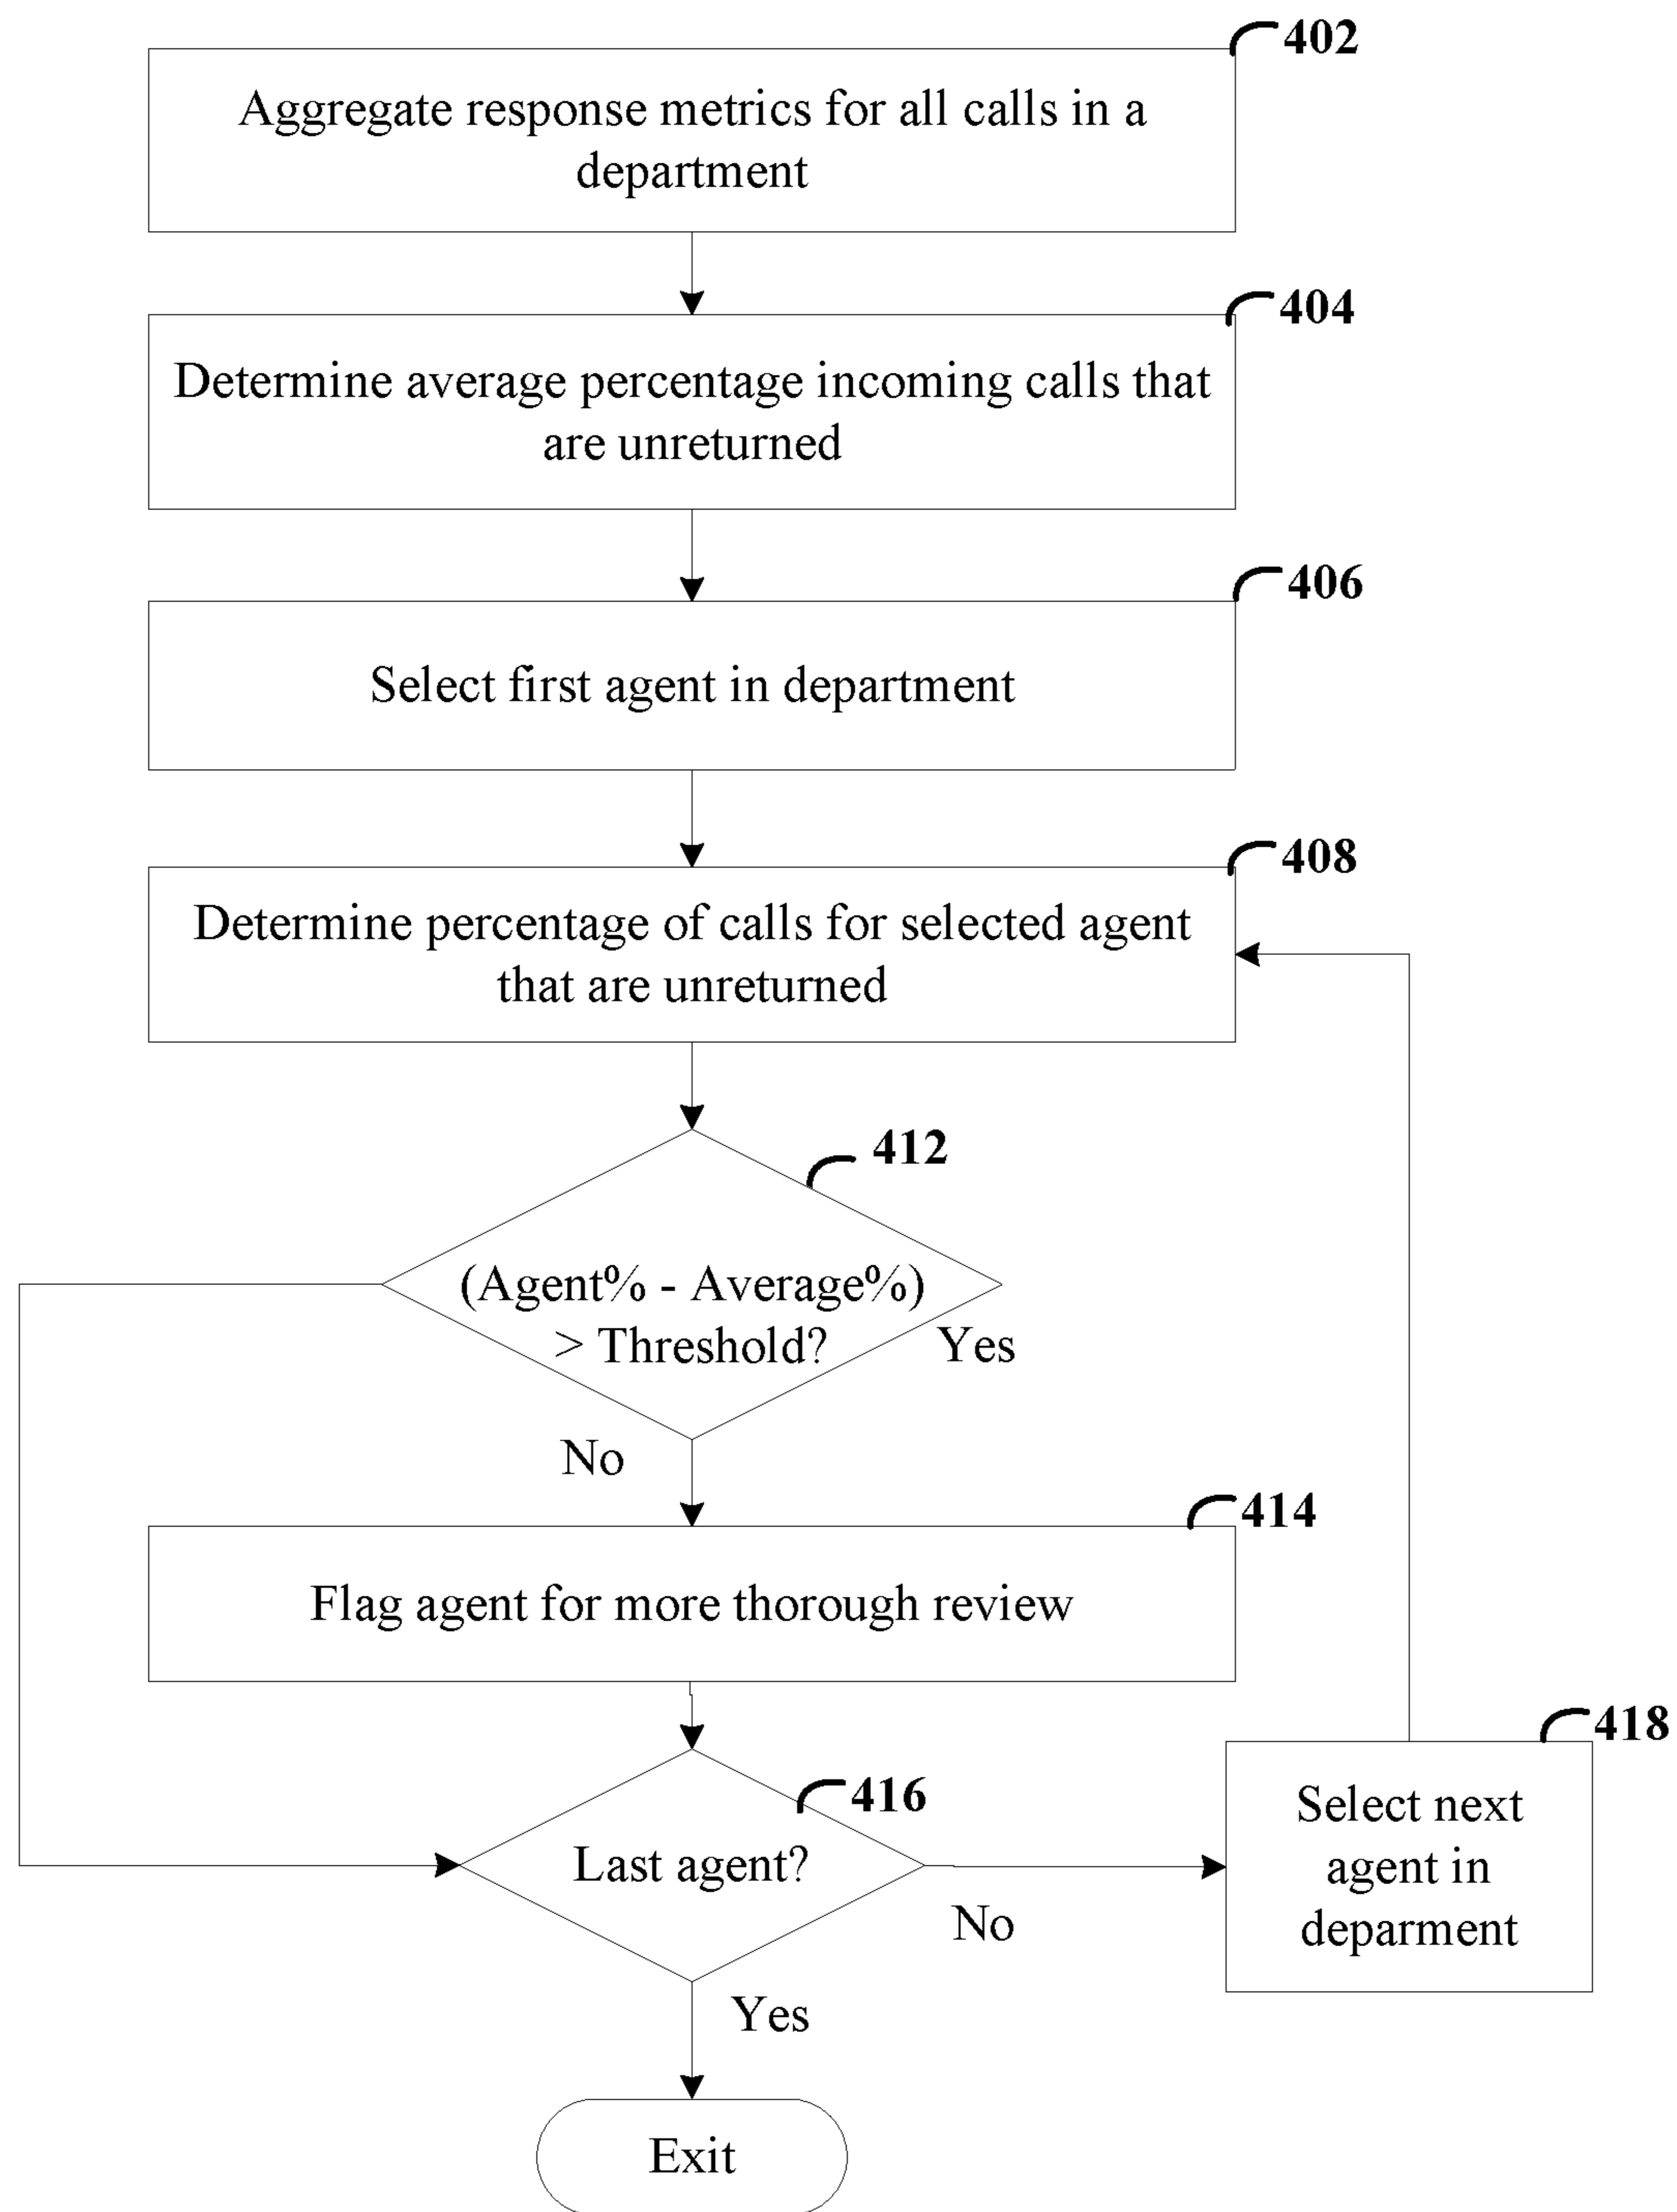 402
Aggregate response metrics for all calls in a
department
404
Determine average percentage incoming calls that
are unreturned
406
Select first agent in department
408
Determine percentage of calls for selected agent
that are unreturned
412
(Agent% - Average%)
> Threshold?
Yes
No
414
Flag agent for more thorough review
418
416
Last agent?
Select next
agent in
deparment
No
Yes
Exit